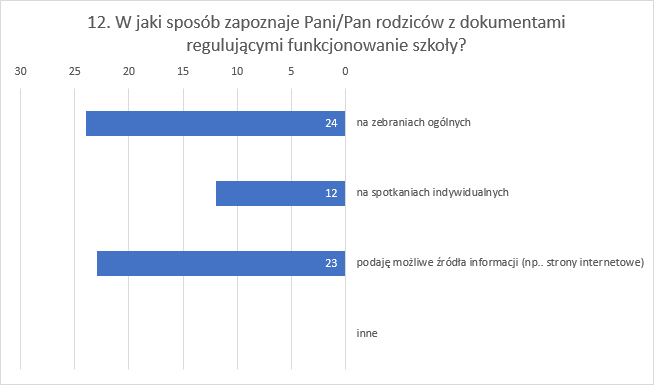 12. W jaki sposób zapoznaje Pani/Pan rodziców z dokumentami
regulującymi funkcjonowanie szkoły?
30 25 20 15 10 5 0
24 na zebraniach ogólnych
12 na spotkaniach indywidualnych
23 podaję możliwe źródła informacji (np.. strony internetowe)
inne